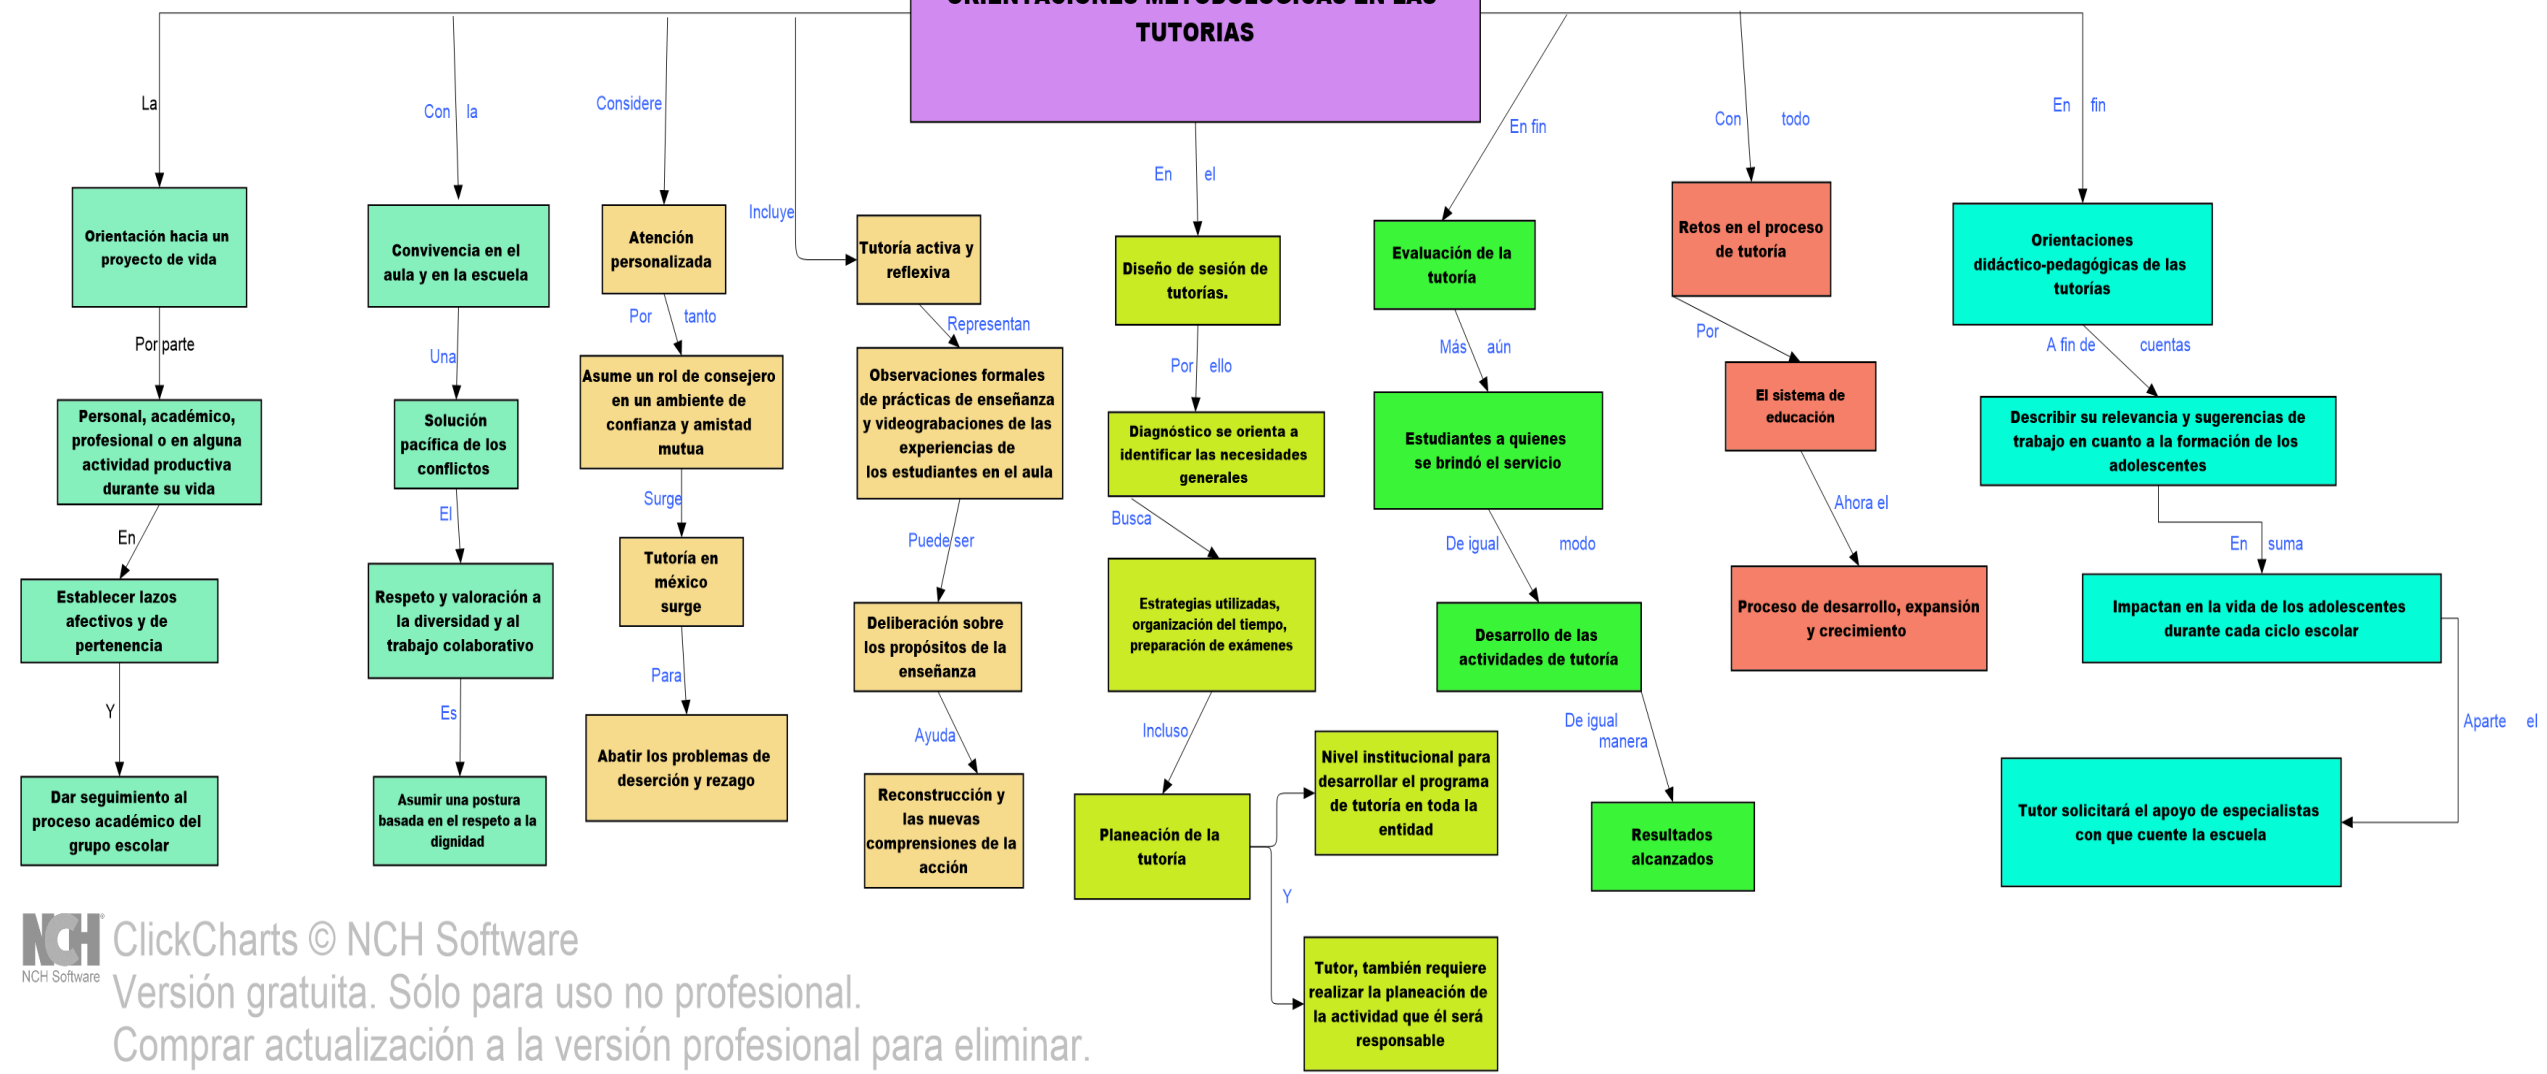 ORIENTACIONES METODOLOGICAS EN LAS
TUTORIAS
La
Orientación hacia un
proyecto de vida
Por parte
Personal, académico,
profesional o en alguna
actividad productiva
durante su vida
En
Establecer lazos
afectivos y de
pertenencia
Y
Dar seguimiento al
proceso académico del
grupo escolar
Con la
Convivencia en el
aula y en la escuela
Una
Solución
pacífica de los
conflictos
El
Respeto y valoración a
la diversidad y al
trabajo colaborativo
Es
Asumir una postura
basada en el respeto a la
dignidad
Considere
Atención
personalizada
Por tanto
Asume un rol de consejero
en un ambiente de
confianza y amistad
mutua
Surge
Tutoría en
méxico
surge
Para
Abatir los problemas de
deserción y rezago
Incluye
Tutoría activa y
reflexiva
Representan
Observaciones formales
de prácticas de enseñanza
y videograbaciones de las
experiencias de
los estudiantes en el aula
Puede ser
Deliberación sobre
los propósitos de la
enseñanza
Ayuda
Reconstrucción y
las nuevas
comprensiones de la
acción
En el
Diseño de sesión de
tutorías.
Por ello
Diagnóstico se orienta a
identificar las necesidades
generales
Busca
Estrategias utilizadas,
organización del tiempo,
preparación de exámenes
Incluso
Planeación de la
tutoría
Nivel institucional para
desarrollar el programa
de tutoría en toda la
entidad
Y
Tutor, también requiere
realizar la planeación de
la actividad que él será
responsable
En fin
Evaluación de la
tutoría
Más aún
Estudiantes a quienes
se brindó el servicio
De igual modo
Desarrollo de las
actividades de tutoría
De igual
manera
Resultados
alcanzados
Con todo
Retos en el proceso
de tutoría
Por
El sistema de
educación
Ahora el
Proceso de desarrollo, expansión
y crecimiento
En fin
Orientaciones
didáctico-pedagógicas de las
tutorías
A fin de cuentas
Describir su relevancia y sugerencias de
trabajo en cuanto a la formación de los
adolescentes
En suma
Impactan en la vida de los adolescentes
durante cada ciclo escolar
Aparte el
Tutor solicitará el apoyo de especialistas
con que cuente la escuela
NCH
®
NCH Software
ClickCharts © NCH Software
Versión gratuita. Sólo para uso no profesional.
Comprar actualización a la versión profesional para eliminar.